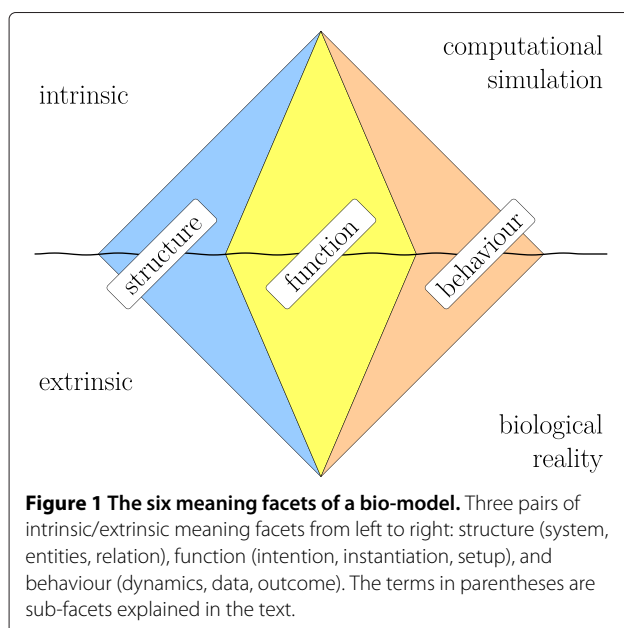 computational
simulation
intrinsic
structure
function
behaviour
extrinsic
biological
reality
Figure 1 The six meaning facets of a bio-model. Three pairs of
intrinsic/extrinsic meaning facets from left to right: structure (system,
entities, relation), function (intention, instantiation, setup), and
behaviour (dynamics, data, outcome). The terms in parentheses are
sub-facets explained in the text.